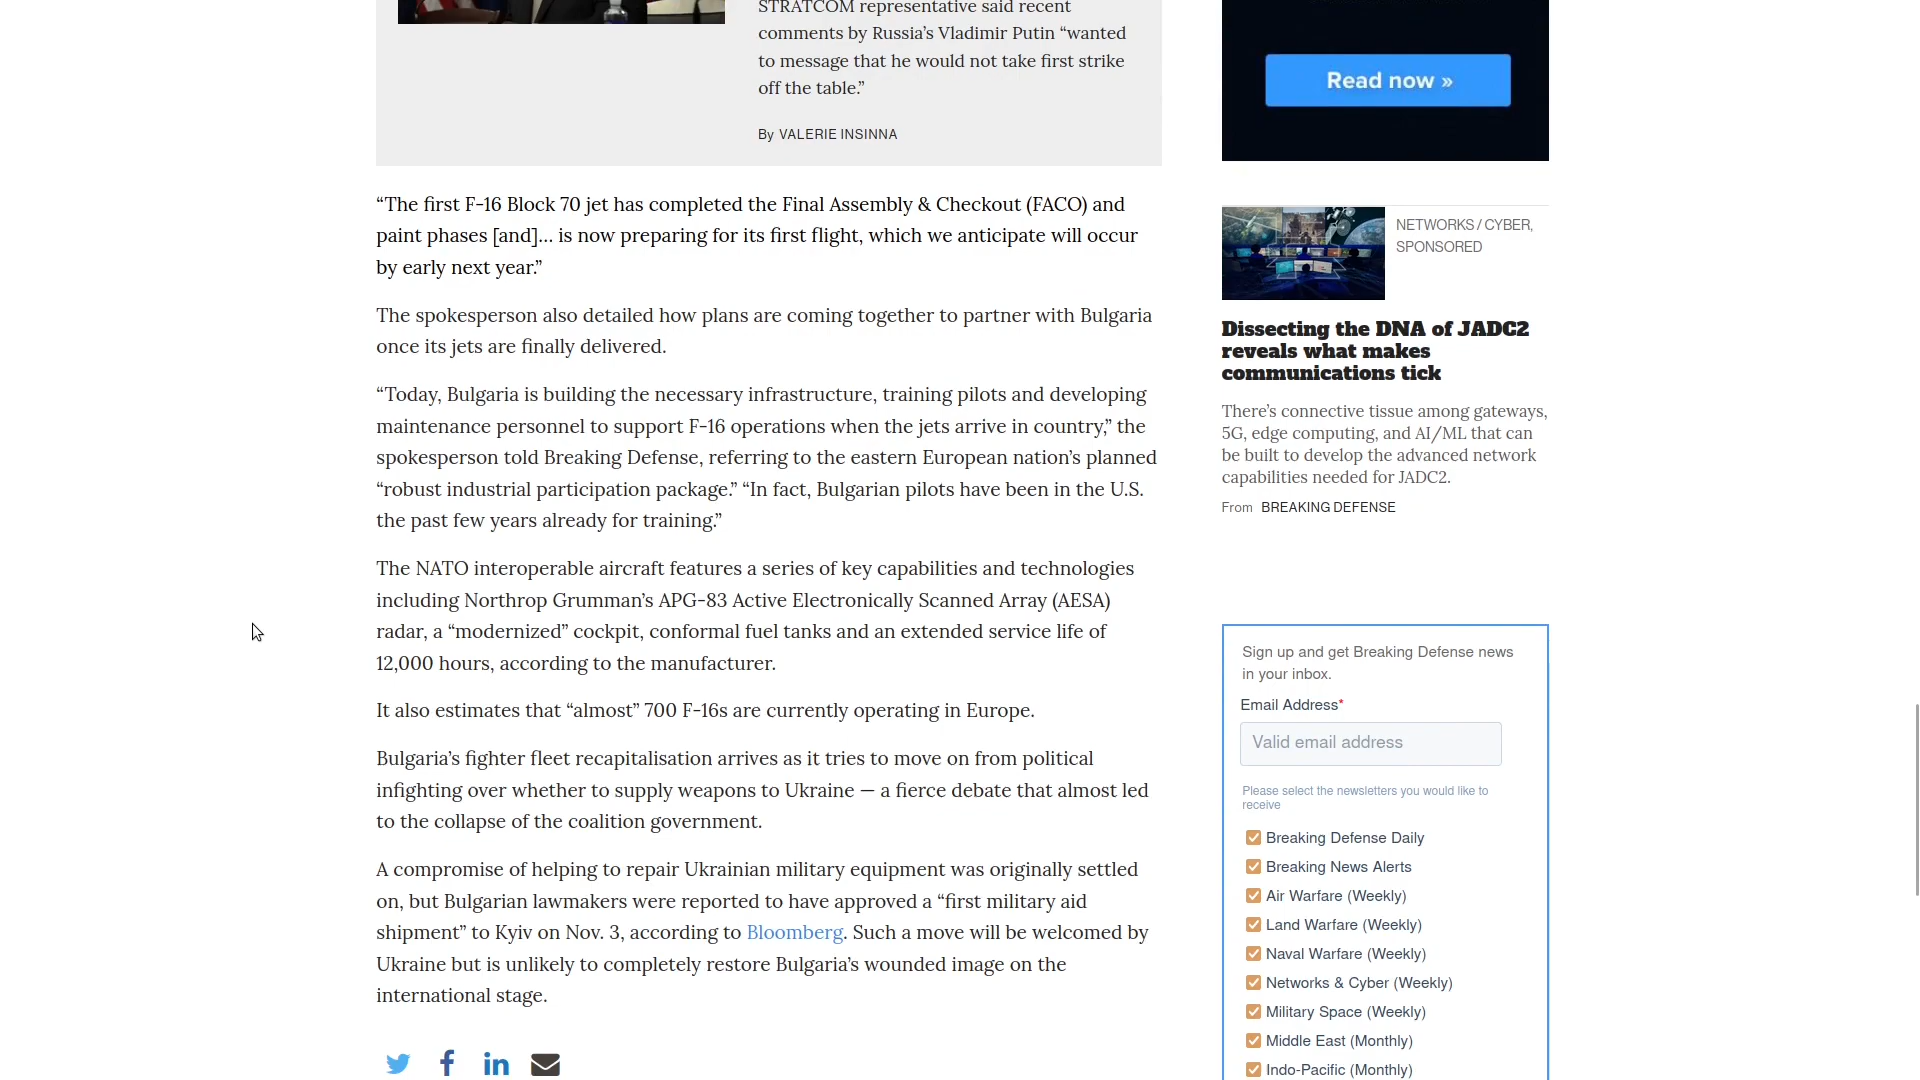 STRATCOM representative said recent
comments by Russia’s Vladimir Putin “wanted
to message that he would not take first strike
off the table.”
By VALERIE INSINNA
“The first F-16 Block 70 jet has completed the Final Assembly & Checkout (FACO) and
paint phases [and]… is now preparing for its first flight, which we anticipate will occur
by early next year.”
The spokesperson also detailed how plans are coming together to partner with Bulgaria
once its jets are finally delivered.
“Today, Bulgaria is building the necessary infrastructure, training pilots and developing
maintenance personnel to support F-16 operations when the jets arrive in country,” the
spokesperson told Breaking Defense, referring to the eastern European nation’s planned
“robust industrial participation package.” “In fact, Bulgarian pilots have been in the U.S.
the past few years already for training.”
The NATO interoperable aircraft features a series of key capabilities and technologies
including Northrop Grumman’s APG-83 Active Electronically Scanned Array (AESA)
radar, a “modernized” cockpit, conformal fuel tanks and an extended service life of
12,000 hours, according to the manufacturer.
It also estimates that “almost” 700 F-16s are currently operating in Europe.
Bulgaria’s fighter fleet recapitalisation arrives as it tries to move on from political
infighting over whether to supply weapons to Ukraine — a fierce debate that almost led
to the collapse of the coalition government.
A compromise of helping to repair Ukrainian military equipment was originally settled
on, but Bulgarian lawmakers were reported to have approved a “first military aid
shipment” to Kyiv on Nov. 3, according to Bloomberg. Such a move will be welcomed by
Ukraine but is unlikely to completely restore Bulgaria’s wounded image on the
international stage.
Read now »
NETWORKS / CYBER,
SPONSORED
Dissecting the DNA of JADC2
reveals what makes
communications tick
There’s connective tissue among gateways,
5G, edge computing, and AI/ML that can
be built to develop the advanced network
capabilities needed for JADC2.
From BREAKING DEFENSE
Sign up and get Breaking Defense news
in your inbox.
Email Address*
Valid email address
Please select the newsletters you would like to
receive
Breaking Defense Daily
Breaking News Alerts
Air Warfare (Weekly)
Land Warfare (Weekly)
Naval Warfare (Weekly)
Networks & Cyber (Weekly)
Military Space (Weekly)
Middle East (Monthly)
Indo-Pacific (Monthly)